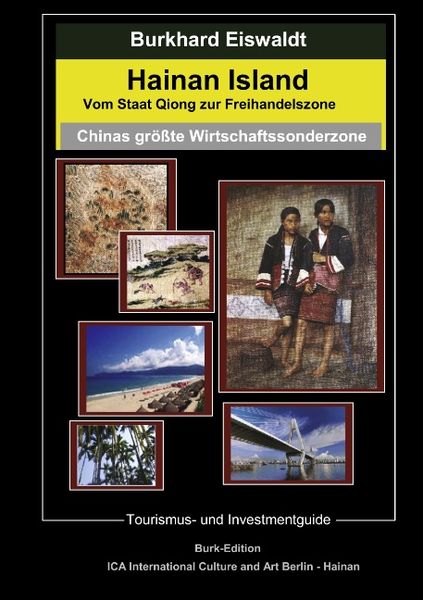 Burkhard Eiswaldt
Hainan Island
Vom Staat Qiong zur Freihandelszone
Chinas größte Wirtschaftssonderzone
Tourismus- und Investmentguide
Burk-Edition
ICA International Culture and Art Berlin - Hainan